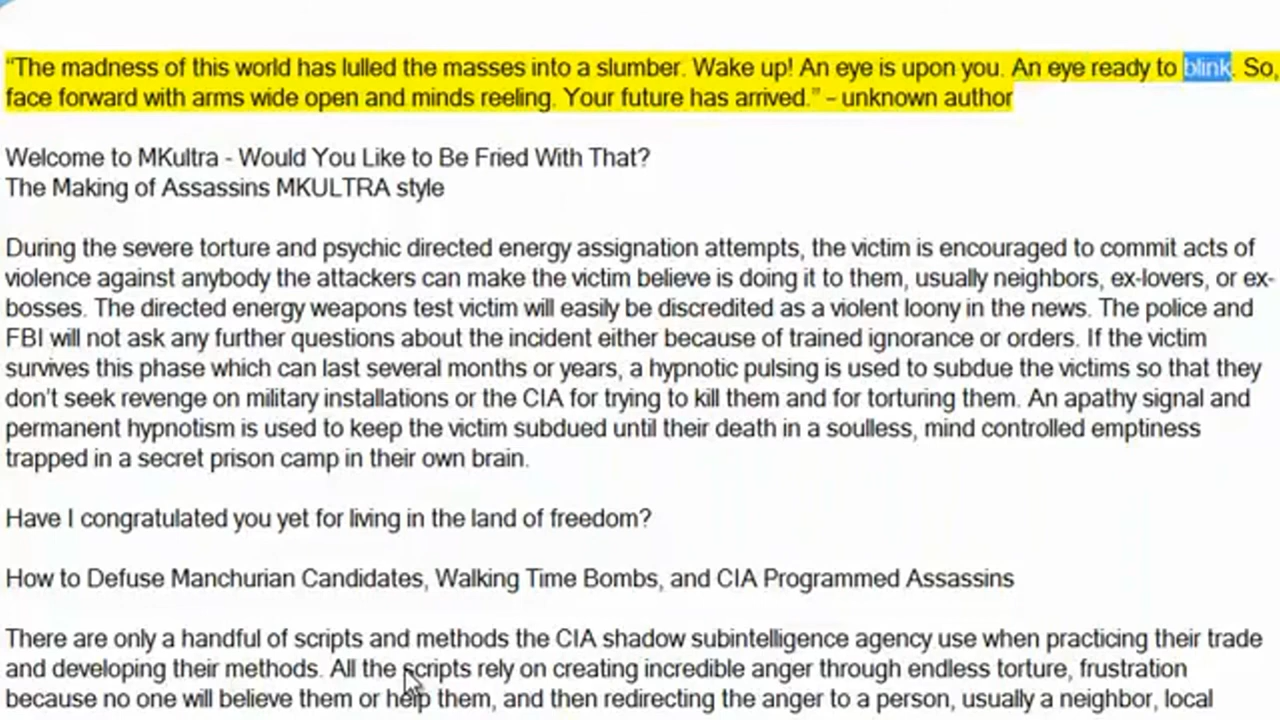 “The madness of this world has lulled the masses into a slumber. Wake up! An eye is upon you. An eye ready to blink. So,
face forward with arms wide open and minds reeling. Your future has arrived.” – unknown author
Welcome to MKultra - Would You Like to Be Fried With That?
The Making of Assassins MKULTRA style
During the severe torture and psychic directed energy assignation attempts, the victim is encouraged to commit acts of
violence against anybody the attackers can make the victim believe is doing it to them, usually neighbors, ex-lovers, or ex-
bosses. The directed energy weapons test victim will easily be discredited as a violent loony in the news. The police and
FBI will not ask any further questions about the incident either because of trained ignorance or orders. If the victim
survives this phase which can last several months or years, a hypnotic pulsing is used to subdue the victims so that they
don't seek revenge on military installations or the CIA for trying to kill them and for torturing them. An apathy signal and
permanent hypnotism is used to keep the victim subdued until their death in a soulless, mind controlled emptiness
trapped in a secret prison camp in their own brain.
Have I congratulated you yet for living in the land of freedom?
How to Defuse Manchurian Candidates, Walking Time Bombs, and CIA Programmed Assassins
There are only a handful of scripts and methods the CIA shadow subintelligence agency use when practicing their trade
and developing their methods. All the scripts rely on creating incredible anger through endless torture, frustration
because no one will believe them or help them, and then redirecting the anger to a person, usually a neighbor, local